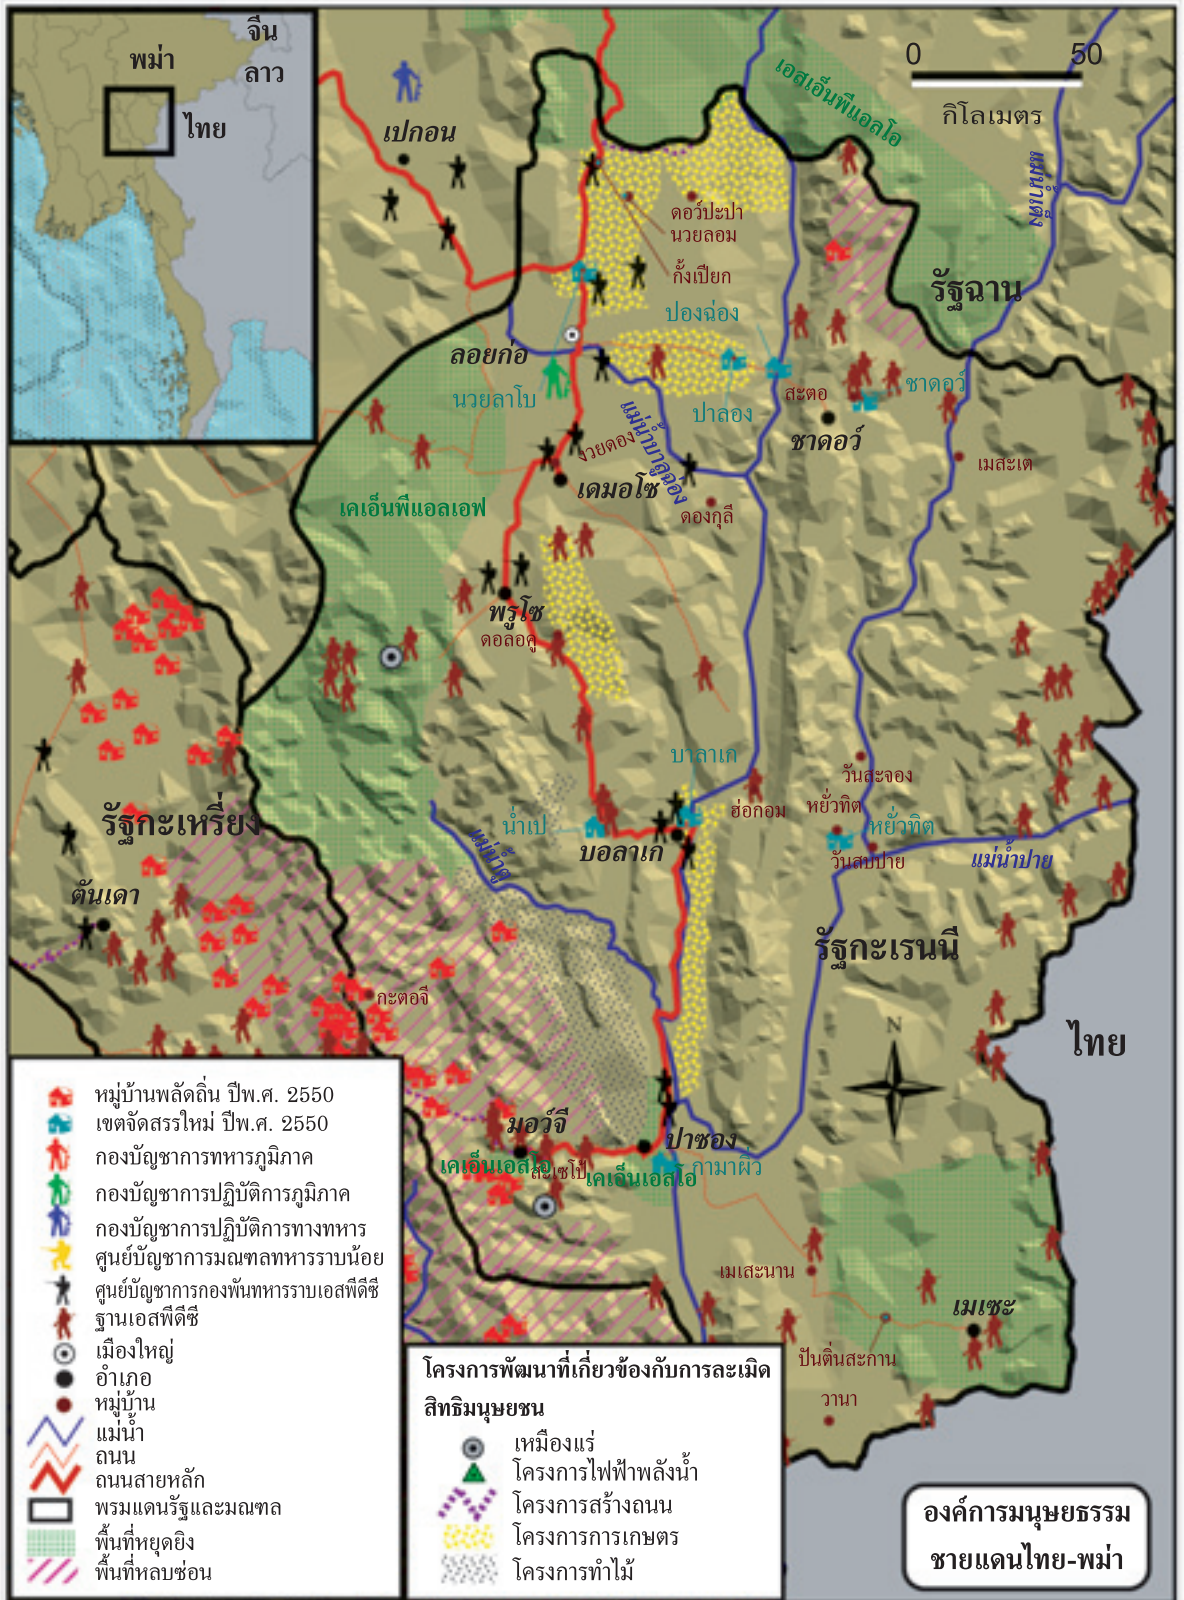 จีน
พม่า
ลาว
ไทย
0 50
กิโลเมตร
เอสเอ็นพีแอลโอ
เปกอน
แม่น้ำเต็ง
ดอว์ปะปา
นวยลอม
กั้งเปียก
รัฐฉาน
ปองฉ่อง
ลอยก่อ
นวยลาโบ
ปาลอง
สะตอ
ชาดอว์
ชาดอว์
แม่น้ำบาลูฉ่อง
งวยดอง
เดมอโซ
เมสะเต
ดองกุลี
เคเอ็นพีแอลเอฟ
พรูโซ
ดอลอคู
บาลาเก
วันสะจอง
ฮ่อกอม
หยั่วทิต
หยั่วทิต
น้ำเป
บอลาเก
วันสบปาย
แม่น้ำปาย
รัฐกะเหรี่ยง
ตันเดา
รัฐกะเรนนี
กะตอจี
N
ไทย
มอว์จี
ปาซอง
เคเอ็นเอสโอ
เคเอ็นเอสโอ
กามาผิ่ว
เมเสะนาน
เมเซะ
ปันติ่นสะกาน
วานา
หมู่บ้านพลัดถิ่น ปีพ.ศ. 2550
เขตจัดสรรใหม่ ปีพ.ศ. 2550
กองบัญชาการทหารภูมิภาค
กองบัญชาการปฏิบัติการภูมิภาค
กองบัญชาการปฏิบัติการทางทหาร
ศูนย์บัญชาการมณฑลทหารราบน้อย
ศูนย์บัญชาการกองพันทหารราบเอสพีดีซี
ฐานเอสพีดีซี
เมืองใหญ่
อำเภอ
หมู่บ้าน
แม่น้ำ
ถนน
ถนนสายหลัก
พรมแดนรัฐและมณฑล
พื้นที่หยุดยิง
พื้นที่หลบซ่อน
โครงการพัฒนาที่เกี่ยวข้องกับการละเมิด
สิทธิมนุษยชน
เหมืองแร่
โครงการไฟฟ้าพลังน้ำ
โครงการสร้างถนน
โครงการการเกษตร
โครงการทำไม้
องค์การมนุษยธรรม
ชายแดนไทย-พม่า